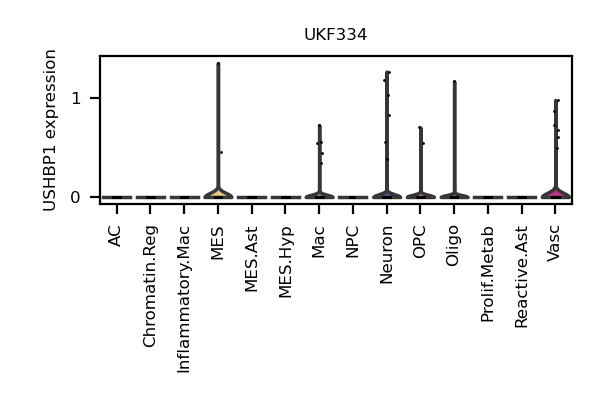 UKF334
USHBP1 expression
1
0
AC
Chromatin.Reg
Inflammatory.Mac
MES
MES.Ast
MES.Hyp
Mac
NPC
Neuron
OPC
Oligo
Prolif.Metab
Reactive.Ast
Vasc